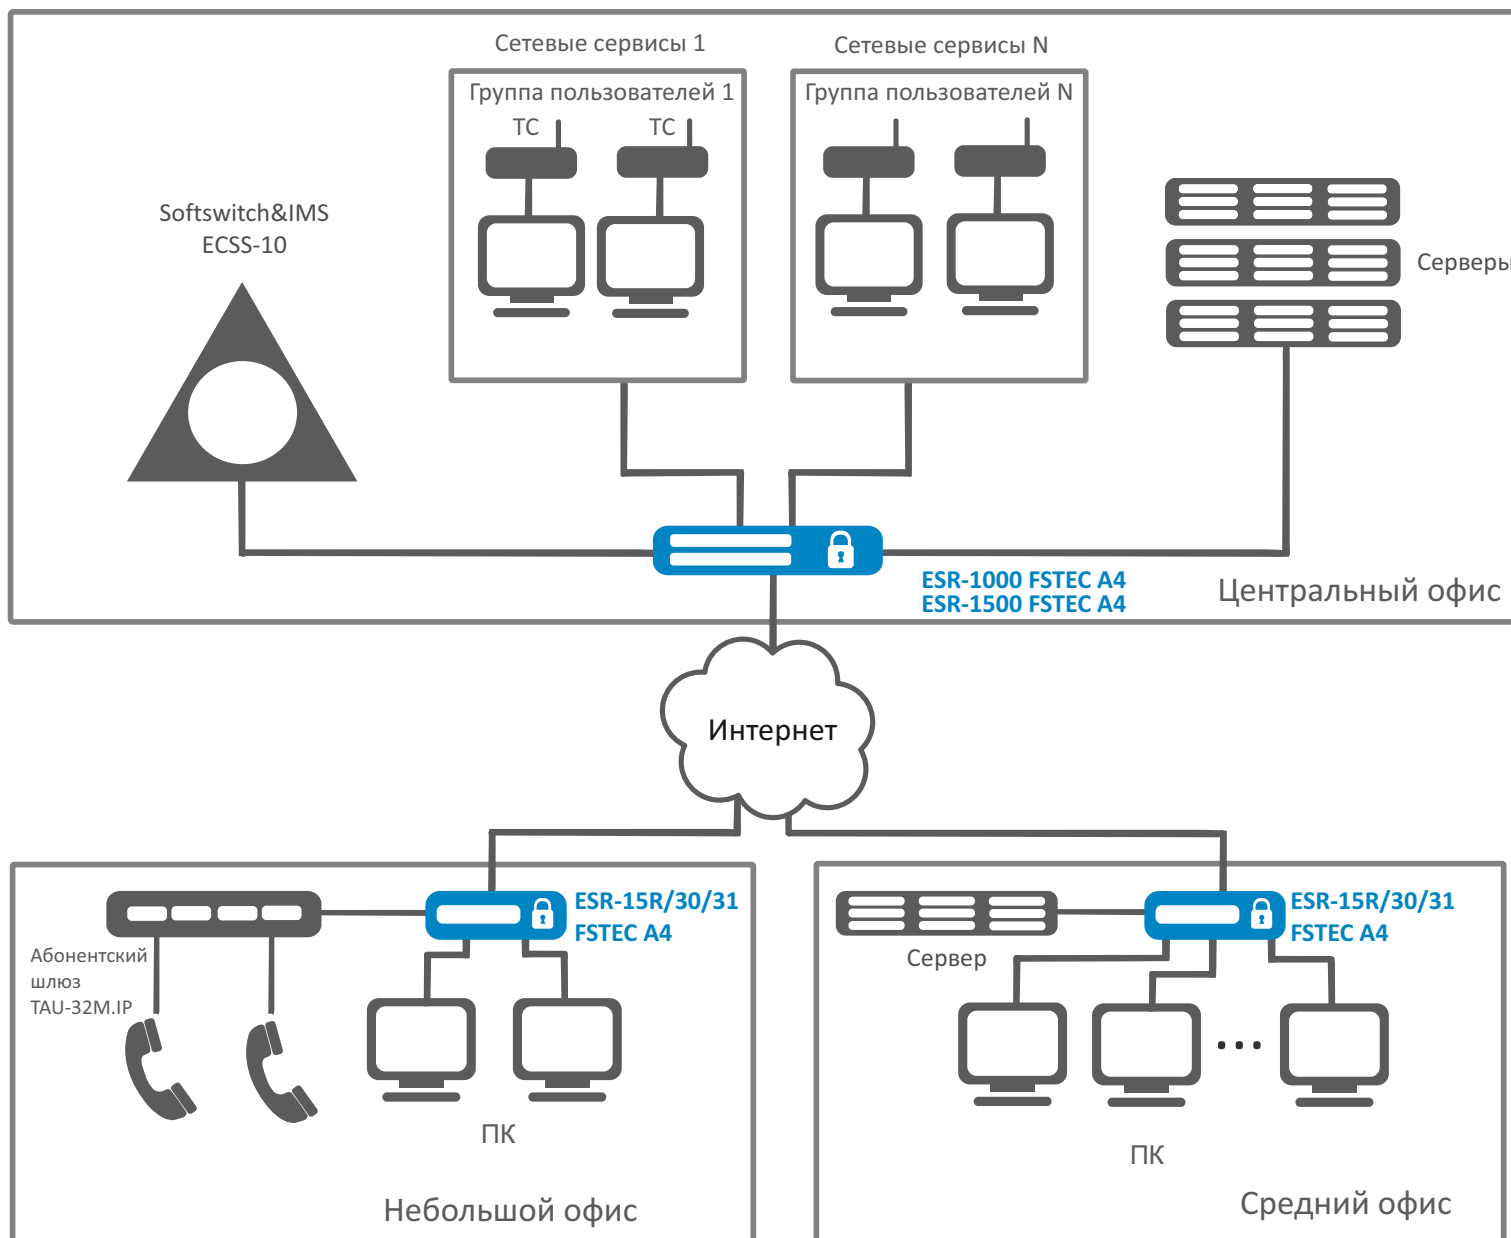 Сетевые сервисы 1
Сетевые сервисы N
Группа пользователей 1
Группа пользователей N
ТС
ТС
Softswitch&IMS
ECSS-10
Серверы
ESR-1000 FSTEC A4
ESR-1500 FSTEC A4
Центральный офис
Интернет
ESR-15R/30/31
FSTEC A4
Абонентский
шлюз
TAU-32M.IP
ПК
Небольшой офис
ESR-15R/30/31
FSTEC A4
Сервер
...
ПК
Средний офис